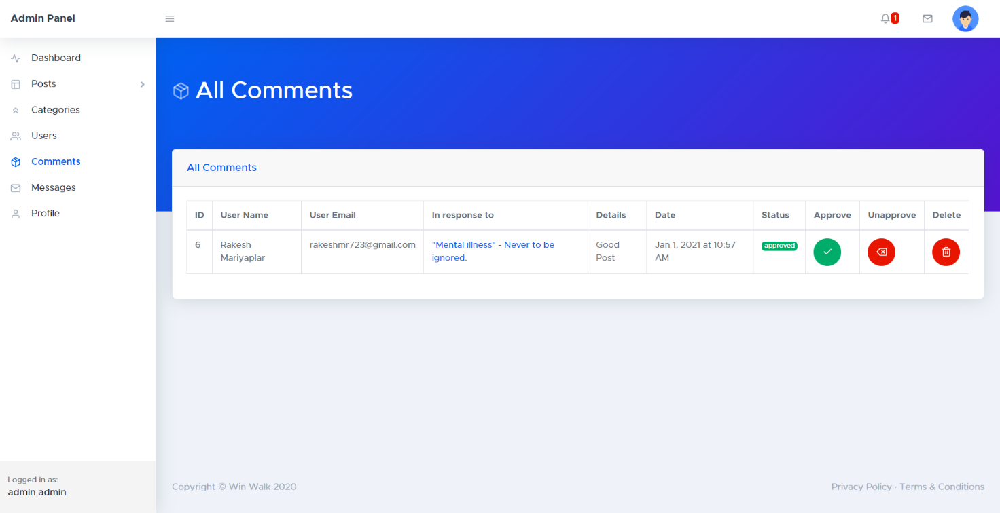 Admin Panel
1
Dashboard
Posts
Categories
Users
Comments
Messages
Profile
Logged in as:
admin admin
All Comments
All Comments
ID User Name User Email In response to Details Date Status Approve Unapprove Delete
6 Rakesh rakeshmr723@gmail.com "Mental illness" - Never to be Good Jan 1, 2021 at 10:57 approved
Mariyaplar ignored. Post AM
Copyright © Win Walk 2020 Privacy Policy · Terms & Conditions